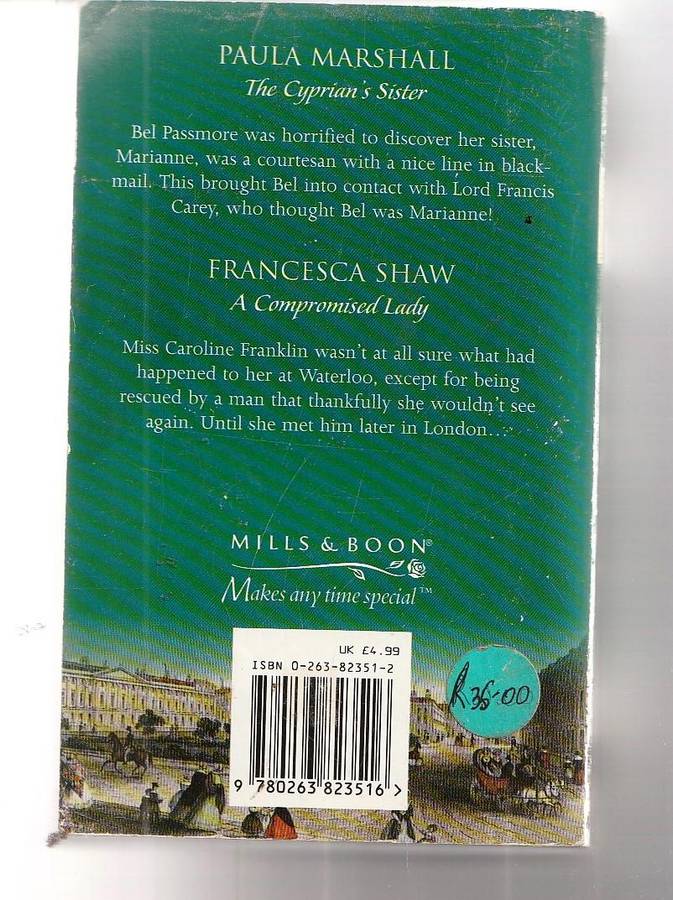 PAULA MARSHALL
The Cyprian's Sister
Bel Passmore was horrified to discover her sister,
Marianne, was a courtesan with a nice line in black-
mail. This brought Bel into contact with Lord Francis
Carey, who thought Bel was Marianne!
FRANCESCA SHAW
A Compromised Lady
Miss Caroline Franklin wasn't at all sure what had
happened to her at Waterloo, except for being
rescued by a man that thankfully she wouldn't see
again. Until she met him later in London...
MILLS & BOON®
Makes any time special™
UK £4.99
ISBN 0-263-82351-2
R36-00
9 780263 823516 >